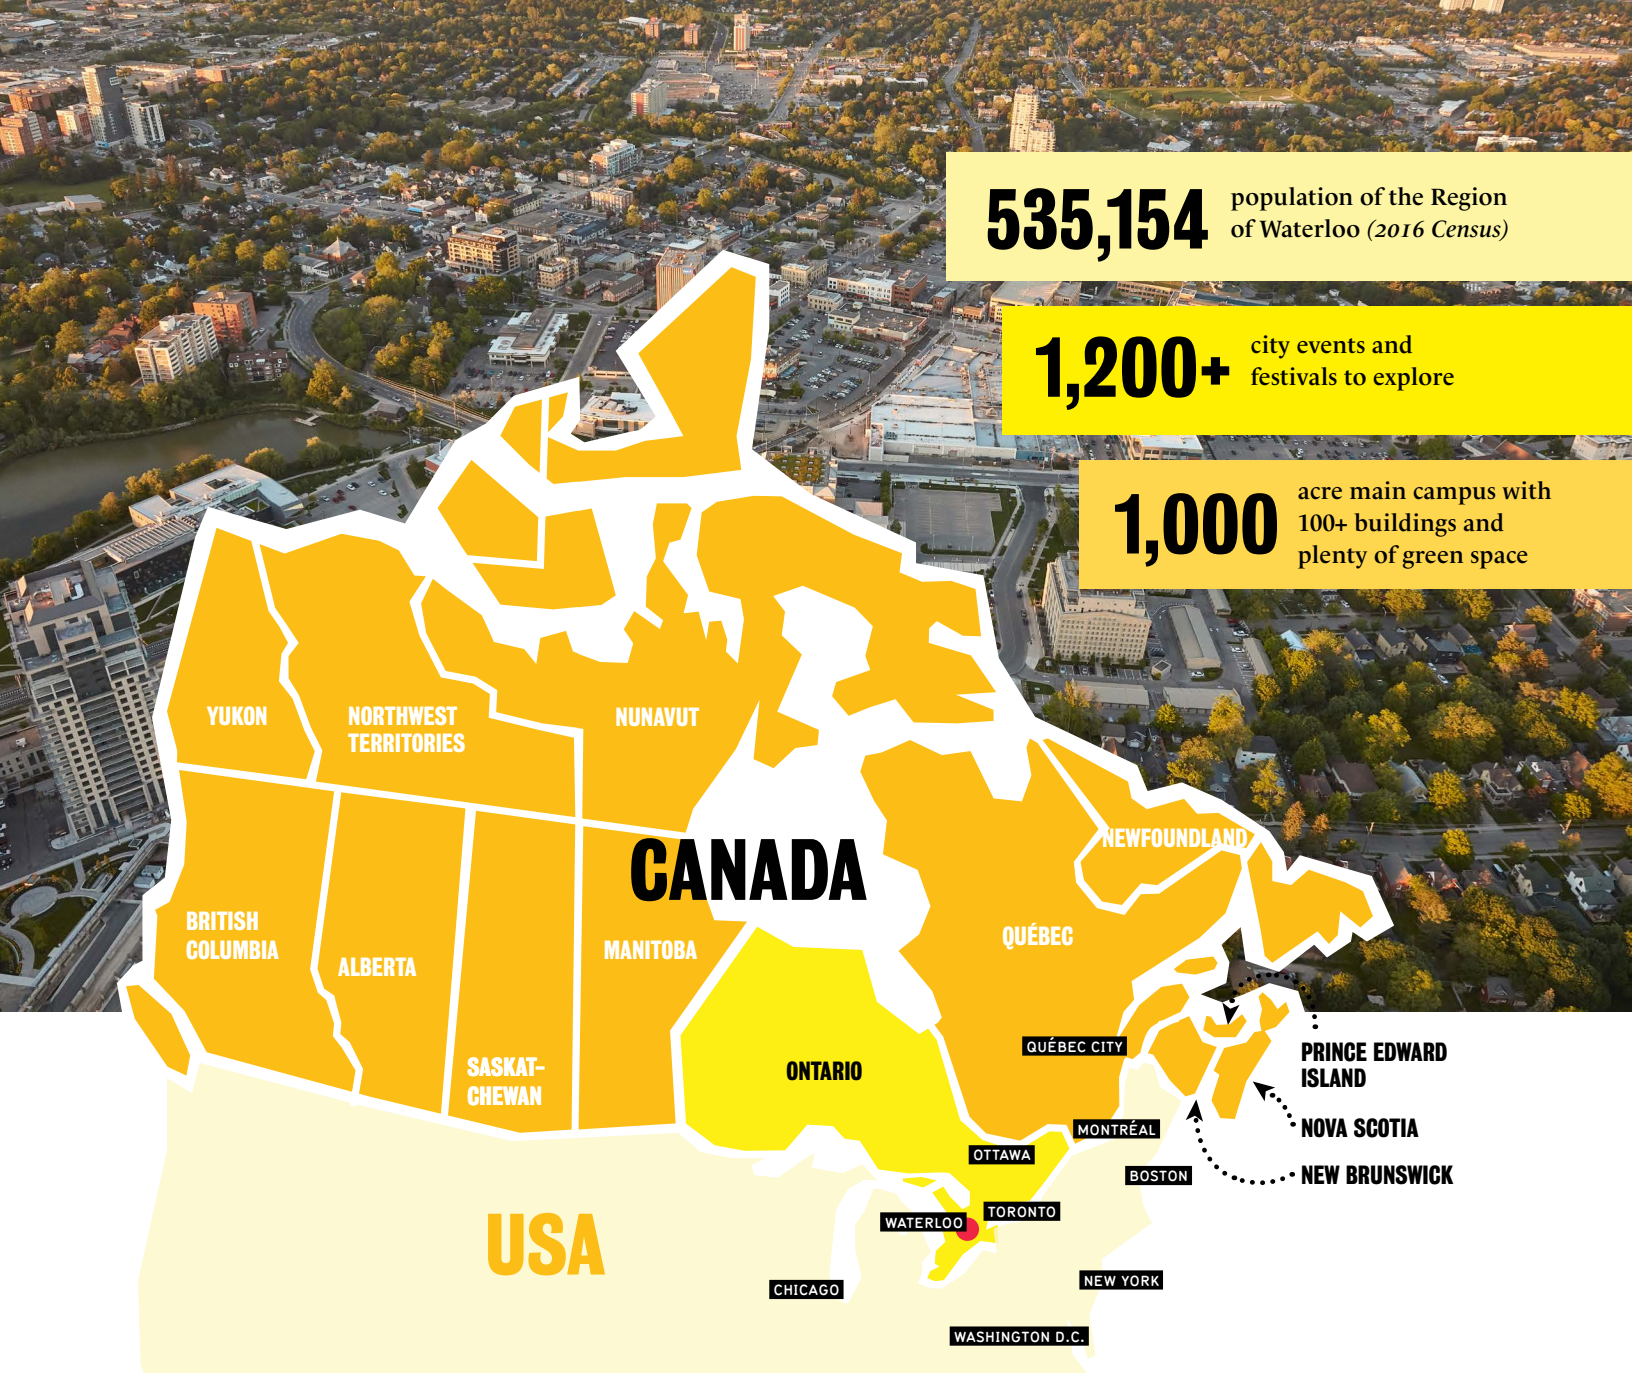 535,154
population of the Region
of Waterloo (2016 Census)
1,200+
city events and
festivals to explore
1,000
acre main campus with
100+ buildings and
plenty of green space
YUKON
NORTHWEST
TERRITORIES
NUNAVUT
NEWFOUNDLAND
CANADA
BRITISH
COLUMBIA
ALBERTA
MANITOBA
QUÉBEC
SASKAT-
CHEWAN
ONTARIO
QUÉBEC CITY
PRINCE EDWARD
ISLAND
MONTRÉAL
NOVA SCOTIA
OTTAWA
BOSTON
NEW BRUNSWICK
TORONTO
WATERLOO
USA
CHICAGO
NEW YORK
WASHINGTON D.C.